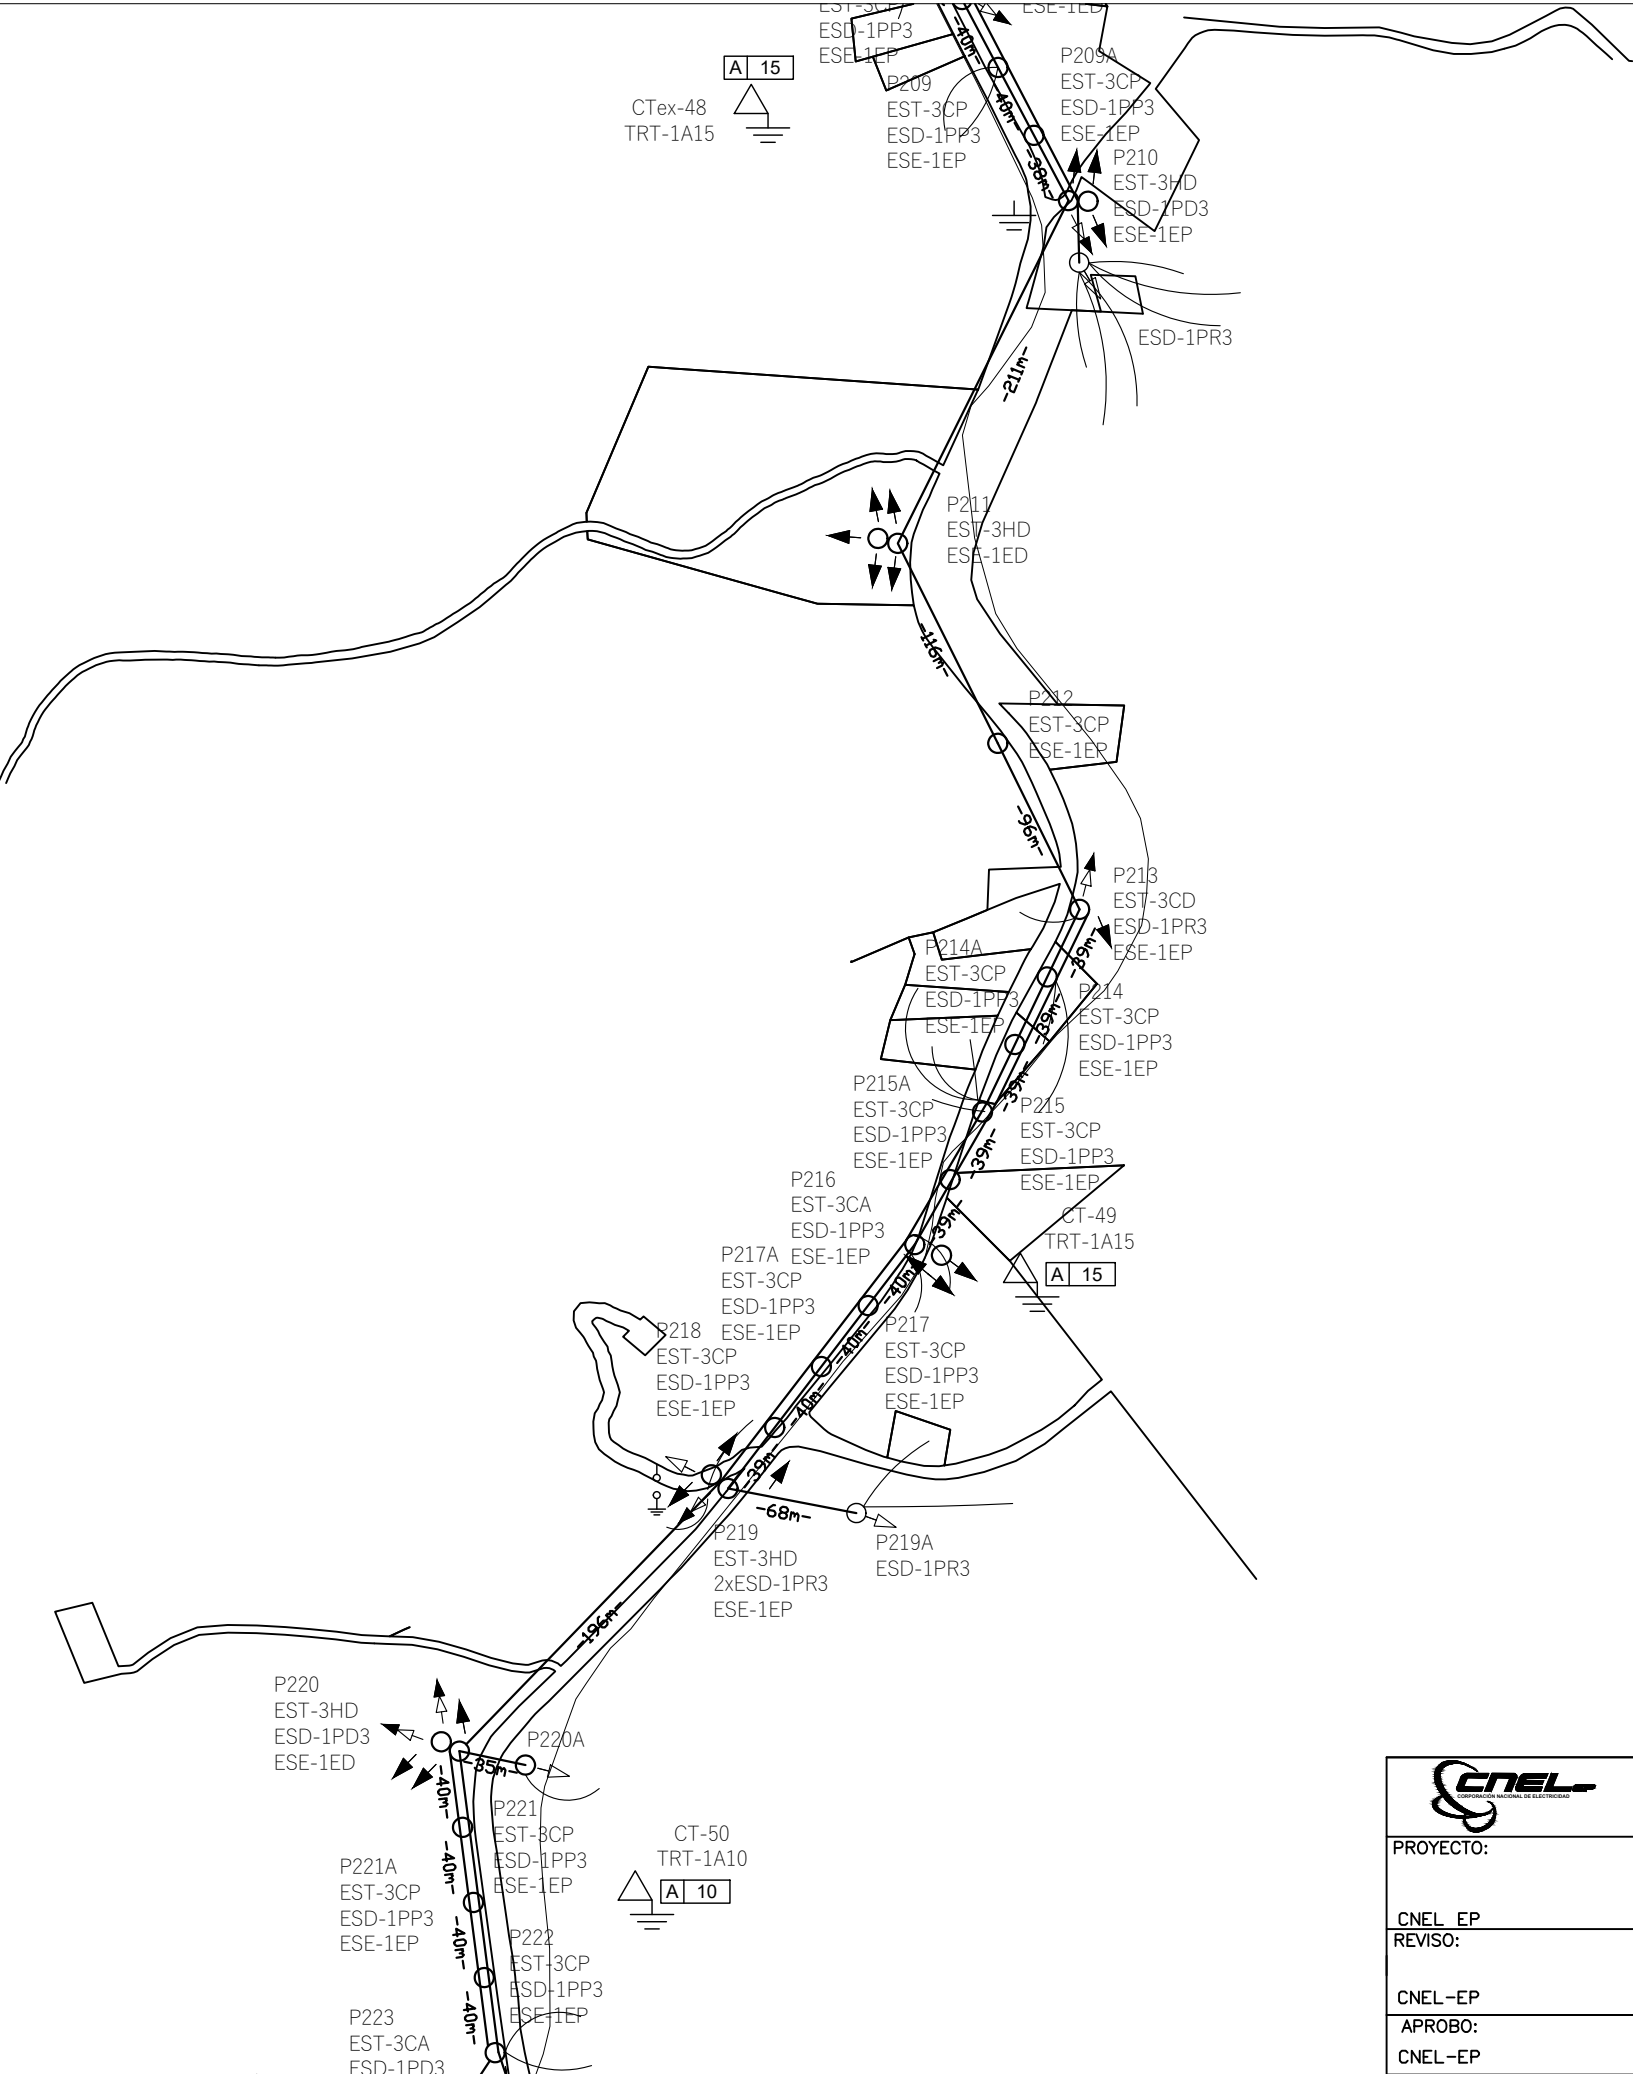 EST-3CP
ESD-1PP3
ESE-1EP
ESE-1ED
-40m-
A 15
CTex-48
TRT-1A15
P209
EST-3CP
ESD-1PP3
ESE-1EP
-40m-
P209A
EST-3CP
ESD-1PP3
ESE-1EP
-38m-
P210
EST-3HD
ESD-1PD3
ESE-1EP
ESD-1PR3
-211m-
P211
EST-3HD
ESE-1ED
-116m-
P212
EST-3CP
ESE-1EP
-96m-
P213
EST-3CD
ESD-1PR3
ESE-1EP
-39m-
P214A
EST-3CP
ESD-1PP3
ESE-1EP
P214
EST-3CP
ESD-1PP3
ESE-1EP
-39m-
-39m-
P215A
EST-3CP
ESD-1PP3
ESE-1EP
P215
EST-3CP
ESD-1PP3
ESE-1EP
-39m-
P216
EST-3CA
ESD-1PP3
ESE-1EP
-39m-
CT-49
TRT-1A15
A 15
P217A
EST-3CP
ESD-1PP3
ESE-1EP
-40m-
P217
EST-3CP
ESD-1PP3
ESE-1EP
-40m-
P218
EST-3CP
ESD-1PP3
ESE-1EP
-40m-
-39m-
-68m-
P219
EST-3HD
2xESD-1PR3
ESE-1EP
P219A
ESD-1PR3
-196m-
P220
EST-3HD
ESD-1PD3
ESE-1ED
P220A
-35m-
-40m-
P221
EST-3CP
ESD-1PP3
ESE-1EP
CT-50
TRT-1A10
A 10
-40m-
P221A
EST-3CP
ESD-1PP3
ESE-1EP
-40m-
P222
EST-3CP
ESD-1PP3
ESE-1EP
-40m-
P223
EST-3CA
ESD-1PD3
CNEL
CORPORACIÓN NACIONAL DE ELECTRICIDAD
PROYECTO:
CNEL EP
REVISO:
CNEL-EP
APROBO:
CNEL-EP